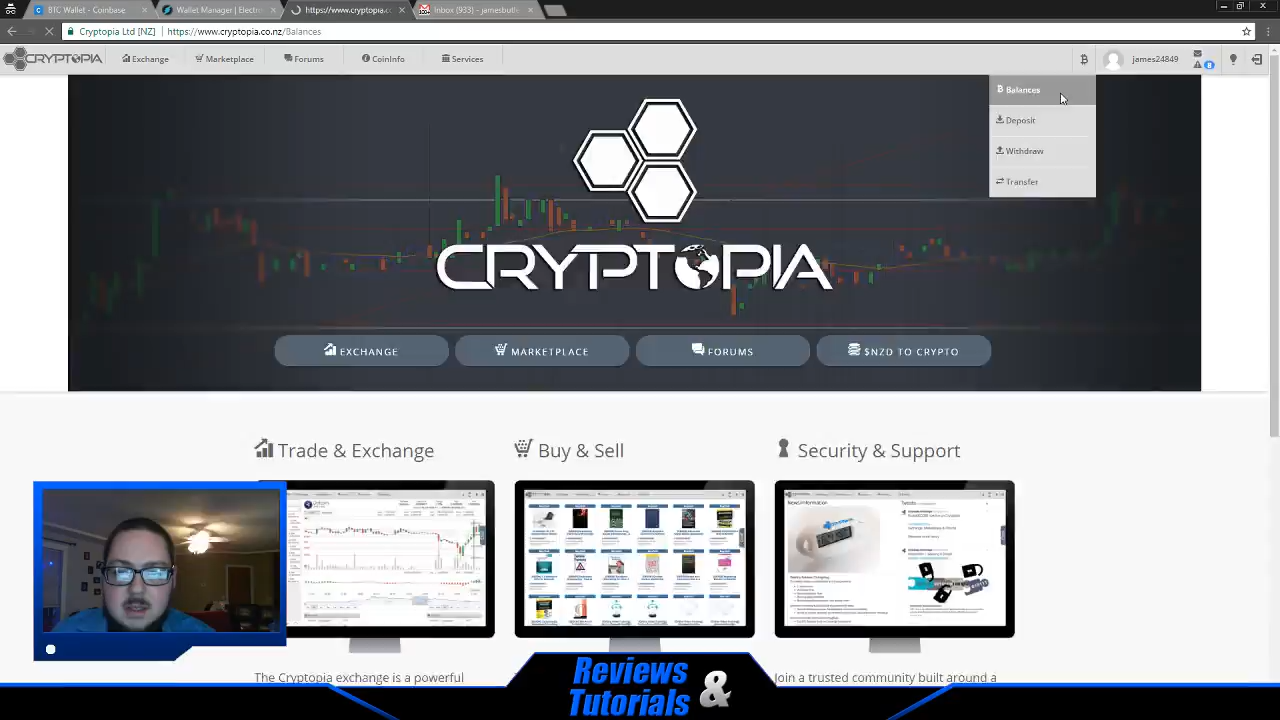 BTC Wallet - Coinbase
Wallet Manager | Electr
https://www.cryptopia.c
Inbox (933) - jamesbutl
Cryptopia Ltd [NZ] https://www.cryptopia.co.nz/Balances
CRYPTOPIA
Exchange
Marketplace
Forums
CoinInfo
Services
james24849
Balances
Deposit
Withdraw
Transfer
CRYPTOPIA
EXCHANGE
MARKETPLACE
FORUMS
$NZD TO CRYPTO
Trade & Exchange
Buy & Sell
Security & Support
The Cryptopia exchange is a powerful
Join a trusted community built around a
Reviews
&
Tutorials